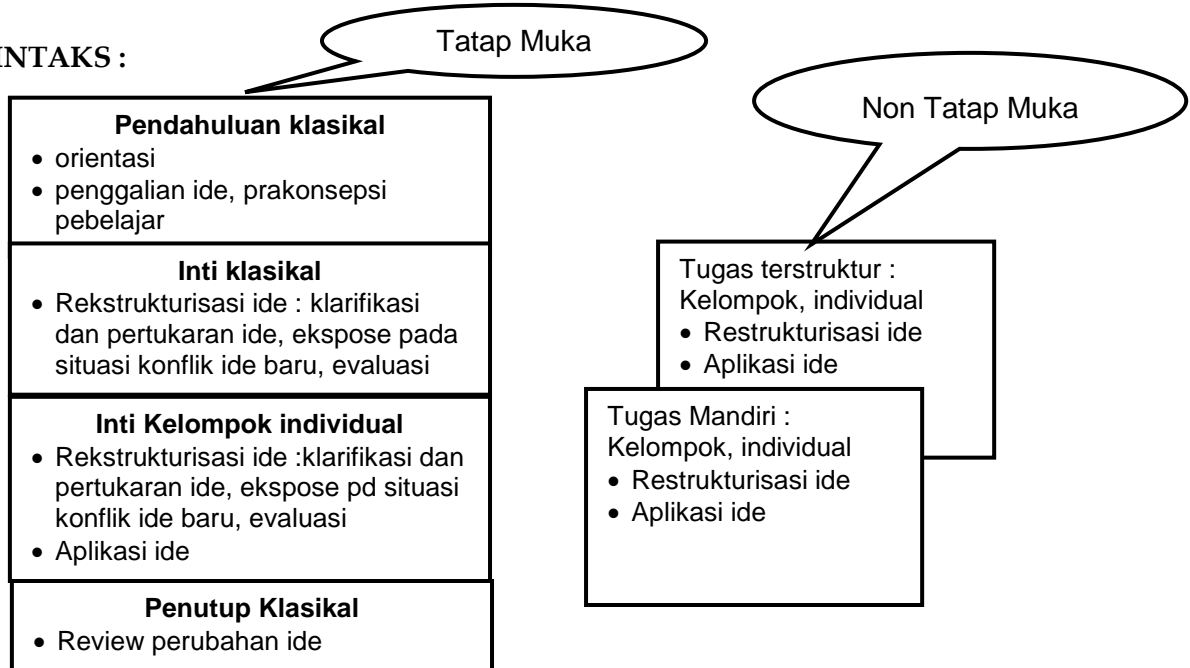 INTAKS :
Tatap Muka
Non Tatap Muka
Pendahuluan klasikal
• orientasi
• penggalian ide, prakonsepsi
pebelajar
Inti klasikal
• Rekstrukturisasi ide : klarifikasi
dan pertukaran ide, ekspose pada
situasi konflik ide baru, evaluasi
Inti Kelompok individual
• Rekstrukturisasi ide :klarifikasi dan
pertukaran ide, ekspose pd situasi
konflik ide baru, evaluasi
• Aplikasi ide
Penutup Klasikal
• Review perubahan ide
Tugas terstruktur :
Kelompok, individual
• Restrukturisasi ide
• Aplikasi ide
Tugas Mandiri :
Kelompok, individual
• Restrukturisasi ide
• Aplikasi ide